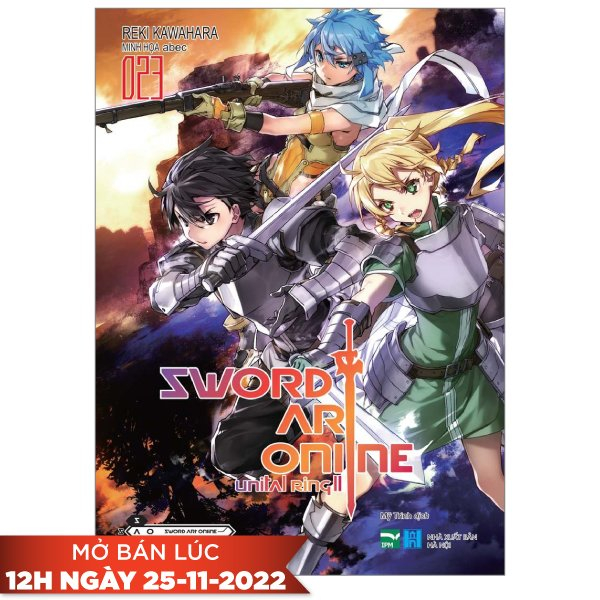 REKI KAWAHARA
MINH HỌA abec
023
SWORD
ART
ONLINE
UNITAL RING II
Mỹ Trinh dịch
SAO SWORD ART ONLINE
IPM
NHÀ XUẤT BẢN
HÀ NỘI
MỞ BÁN LÚC
12H NGÀY 25-11-2022